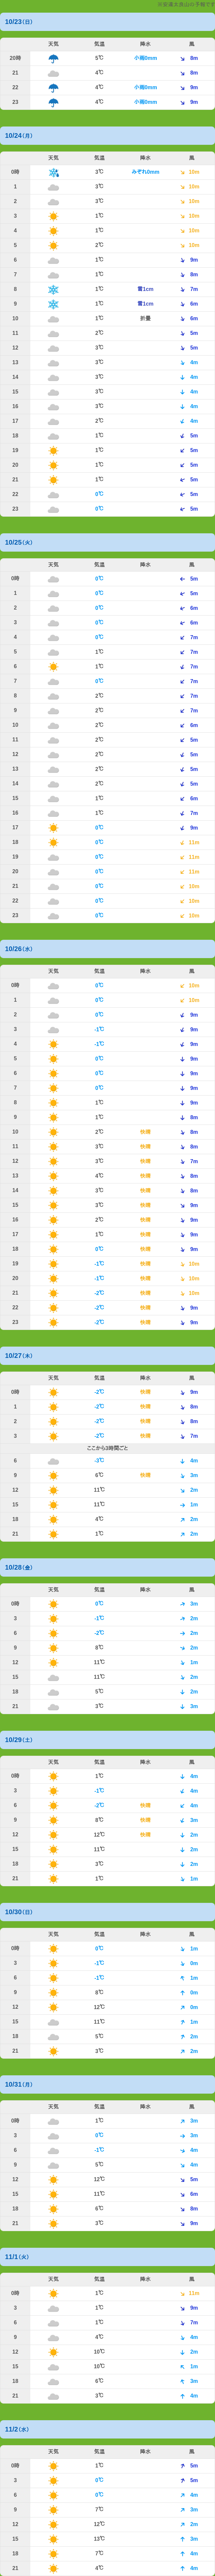 10/23(日)
天気 気温 降水 風
20時 5℃ 小雨0mm 8m
21 4℃ 8m
22 4℃ 小雨0mm 9m
23 4℃ 小雨0mm 9m
10/24(月)
天気 気温 降水 風
0時 3℃ みぞれ0mm 10m
1 3℃ 10m
2 3℃ 10m
3 1℃ 10m
4 1℃ 10m
5 2℃ 10m
6 1℃ 9m
7 1℃ 8m
8 1℃ 雪1cm 7m
9 1℃ 雪1cm 6m
10 1℃ 折曇 6m
11 2℃ 5m
12 3℃ 5m
13 3℃ 4m
14 3℃ 4m
15 3℃ 4m
16 3℃ 4m
17 2℃ 4m
18 1℃ 5m
19 1℃ 5m
20 1℃ 5m
21 1℃ 5m
22 0℃ 5m
23 0℃ 5m
10/25(火)
天気 気温 降水 風
0時 0℃ 5m
1 0℃ 5m
2 0℃ 6m
3 0℃ 6m
4 0℃ 7m
5 1℃ 7m
6 1℃ 7m
7 0℃ 7m
8 2℃ 7m
9 2℃ 7m
10 2℃ 6m
11 2℃ 5m
12 2℃ 5m
13 2℃ 5m
14 2℃ 5m
15 1℃ 6m
16 1℃ 7m
17 0℃ 9m
18 0℃ 11m
19 0℃ 11m
20 0℃ 11m
21 0℃ 10m
22 0℃ 10m
23 0℃ 10m
10/26(水)
天気 気温 降水 風
0時 0℃ 10m
1 0℃ 10m
2 0℃ 9m
3 -1℃ 9m
4 -1℃ 9m
5 0℃ 9m
6 0℃ 9m
7 0℃ 9m
8 1℃ 9m
9 1℃ 8m
10 2℃ 快晴 8m
11 3℃ 快晴 8m
12 3℃ 快晴 7m
13 4℃ 快晴 8m
14 3℃ 快晴 8m
15 3℃ 快晴 9m
16 2℃ 快晴 9m
17 1℃ 快晴 9m
18 0℃ 快晴 9m
19 -1℃ 快晴 10m
20 -1℃ 快晴 10m
21 -2℃ 快晴 10m
22 -2℃ 快晴 9m
23 -2℃ 快晴 9m
10/27(木)
天気 気温 降水 風
0時 -2℃ 快晴 9m
1 -2℃ 快晴 8m
2 -2℃ 快晴 8m
3 -2℃ 快晴 7m
ここから3時間ごと
6 -3℃ 4m
9 6℃ 快晴 3m
12 11℃ 2m
15 11℃ 1m
18 4℃ 2m
21 1℃ 2m
10/28(金)
天気 気温 降水 風
0時 0℃ 3m
3 -1℃ 2m
6 -2℃ 2m
9 8℃ 2m
12 11℃ 1m
15 11℃ 2m
18 5℃ 2m
21 3℃ 3m
10/29(土)
天気 気温 降水 風
0時 1℃ 4m
3 -1℃ 4m
6 -2℃ 快晴 4m
9 8℃ 快晴 3m
12 12℃ 快晴 2m
15 11℃ 2m
18 3℃ 2m
21 1℃ 1m
10/30(日)
天気 気温 降水 風
0時 0℃ 1m
3 -1℃ 0m
6 -1℃ 1m
9 8℃ 0m
12 12℃ 0m
15 11℃ 1m
18 5℃ 2m
21 3℃ 2m
10/31(月)
天気 気温 降水 風
0時 1℃ 3m
3 0℃ 3m
6 -1℃ 4m
9 5℃ 4m
12 12℃ 5m
15 11℃ 6m
18 6℃ 8m
21 3℃ 9m
11/1(火)
天気 気温 降水 風
0時 1℃ 11m
3 1℃ 9m
6 1℃ 7m
9 4℃ 4m
12 10℃ 2m
15 10℃ 1m
18 6℃ 3m
21 3℃ 4m
11/2(水)
天気 気温 降水 風
0時 1℃ 5m
3 0℃ 5m
6 0℃ 4m
9 7℃ 3m
12 12℃ 2m
15 13℃ 3m
18 7℃ 4m
21 4℃ 4m